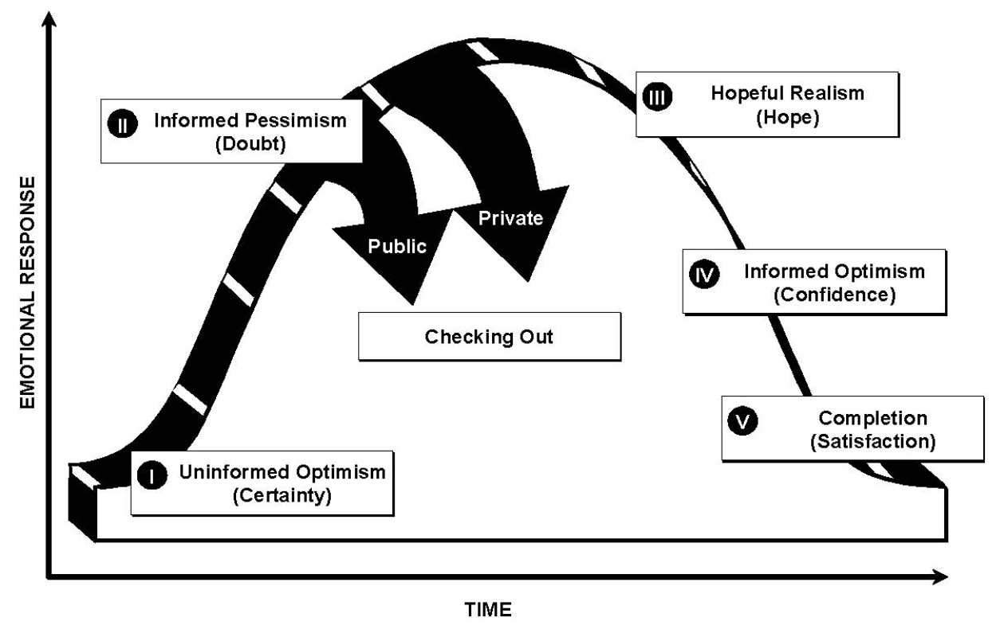 EMOTIONAL RESPONSE
II
Informed Pessimism
(Doubt)
III
Hopeful Realism
(Hope)
Public
Private
Checking Out
IV
Informed Optimism
(Confidence)
V
Completion
(Satisfaction)
I
Uninformed Optimism
(Certainty)
TIME